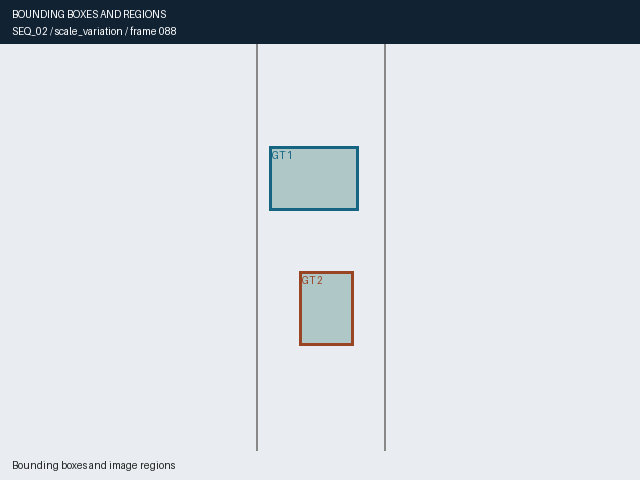 BOUNDING BOXES AND REGIONS
SEQ_02 / scale_variation / frame 088
GT1
GT2
Bounding boxes and image regions